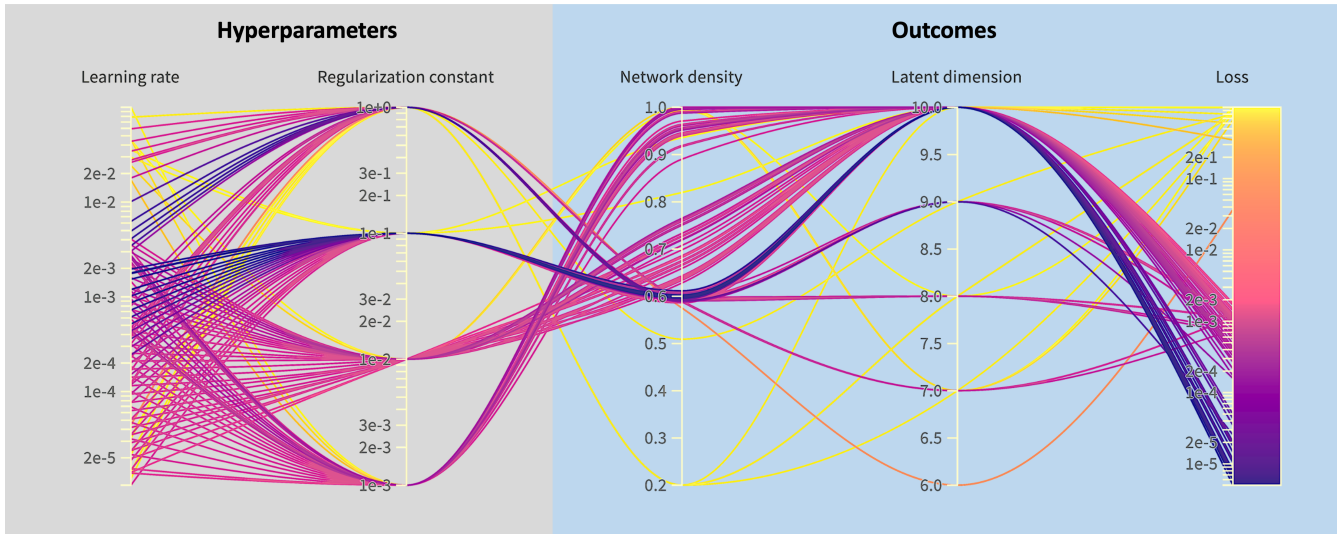 Hyperparameters
Outcomes
Learning rate
Regularization constant
Network density
Latent dimension
Loss
2e-2
1e-2
2e-3
1e-3
2e-4
1e-4
2e-5
1e+0
3e-1
2e-1
1e-1
3e-2
2e-2
1e-2
3e-3
2e-3
1e-3
1.0
0.9
0.8
0.7
0.6
0.5
0.4
0.3
0.2
10.0
9.5
9.0
8.5
8.0
7.5
7.0
6.5
6.0
2e-1
1e-1
2e-2
1e-2
2e-3
1e-3
2e-4
1e-4
2e-5
1e-5